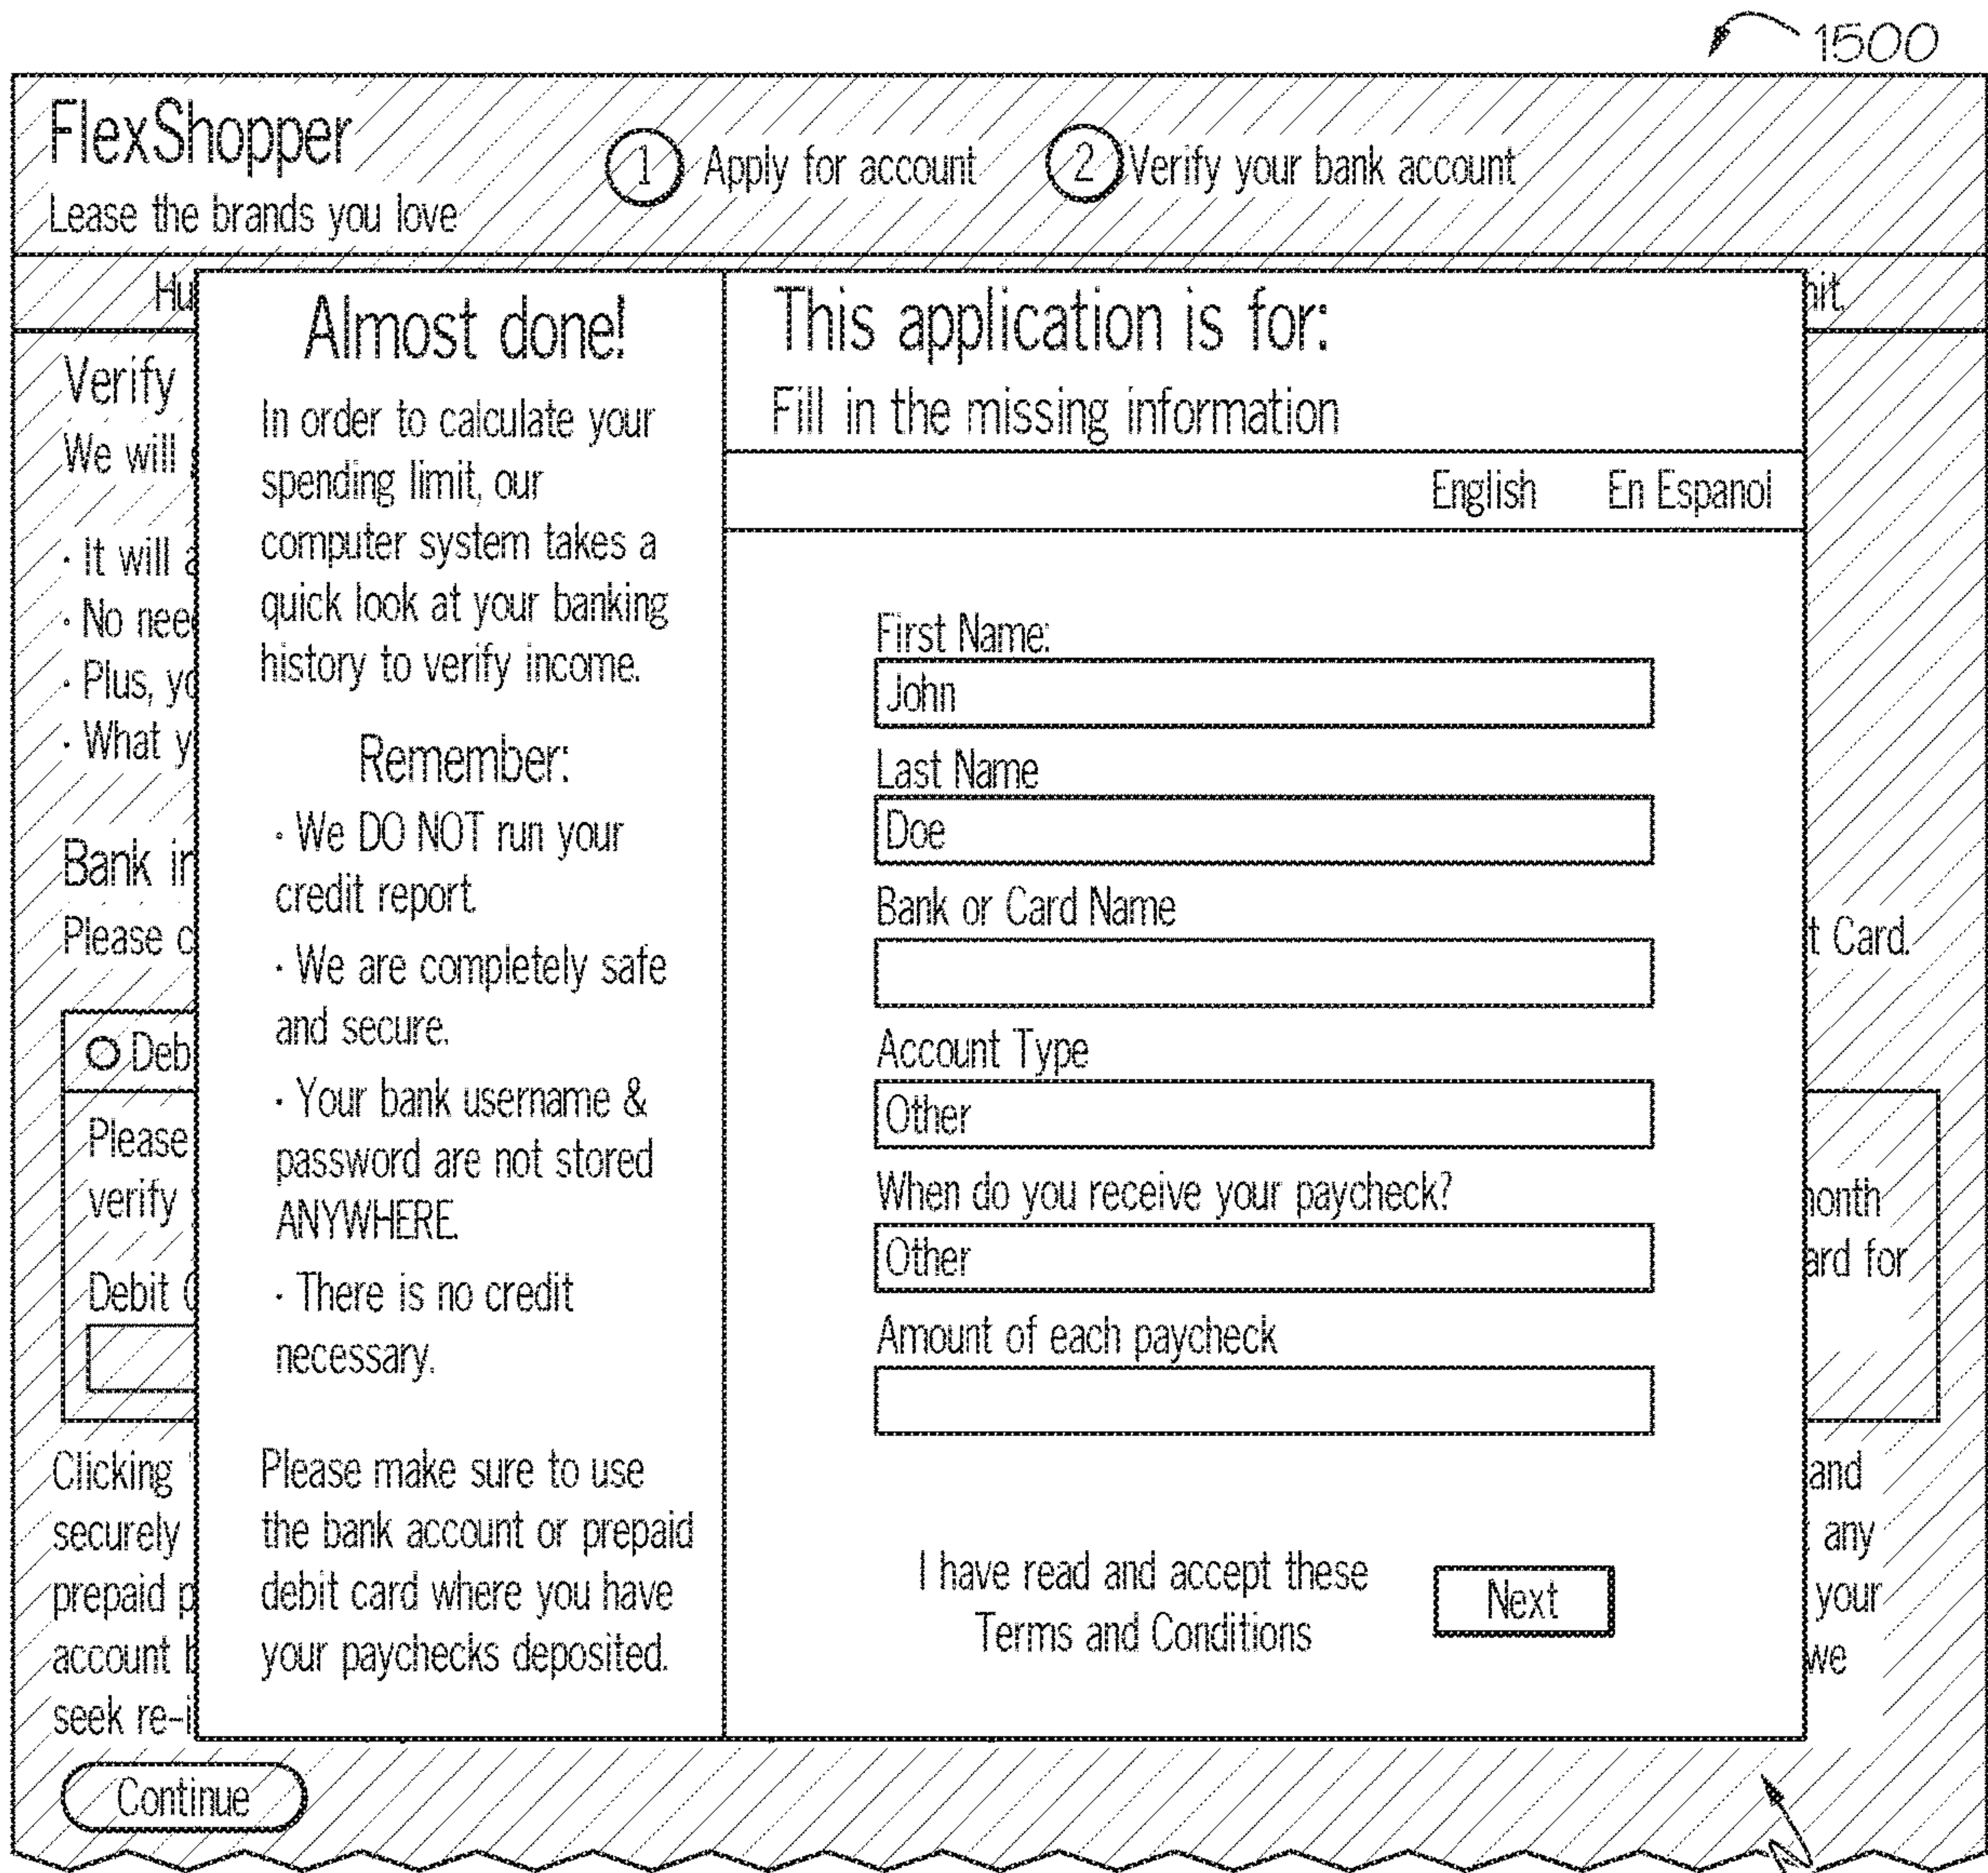 1500
FlexShopper
Lease the brands you love
1 Apply for account
2 Verify your bank account
Hu
nit.
Verify
We will
· It will a
· No nee
· Plus, yo
· What y
Bank in
Please c
t Card.
Deb
Please
verify
onth
ard for
Debit
Clicking
securely
prepaid p
account b
seek re-i
and
any
your
we
Continue
Almost done!
In order to calculate your
spending limit, our
computer system takes a
quick look at your banking
history to verify income.
Remember:
· We DO NOT run your
credit report.
· We are completely safe
and secure.
· Your bank username &
password are not stored
ANYWHERE.
· There is no credit
necessary.
Please make sure to use
the bank account or prepaid
debit card where you have
your paychecks deposited.
This application is for:
Fill in the missing information
English En Espanol
First Name:
John
Last Name
Doe
Bank or Card Name
Account Type
Other
When do you receive your paycheck?
Other
Amount of each paycheck
I have read and accept these
Terms and Conditions
Next